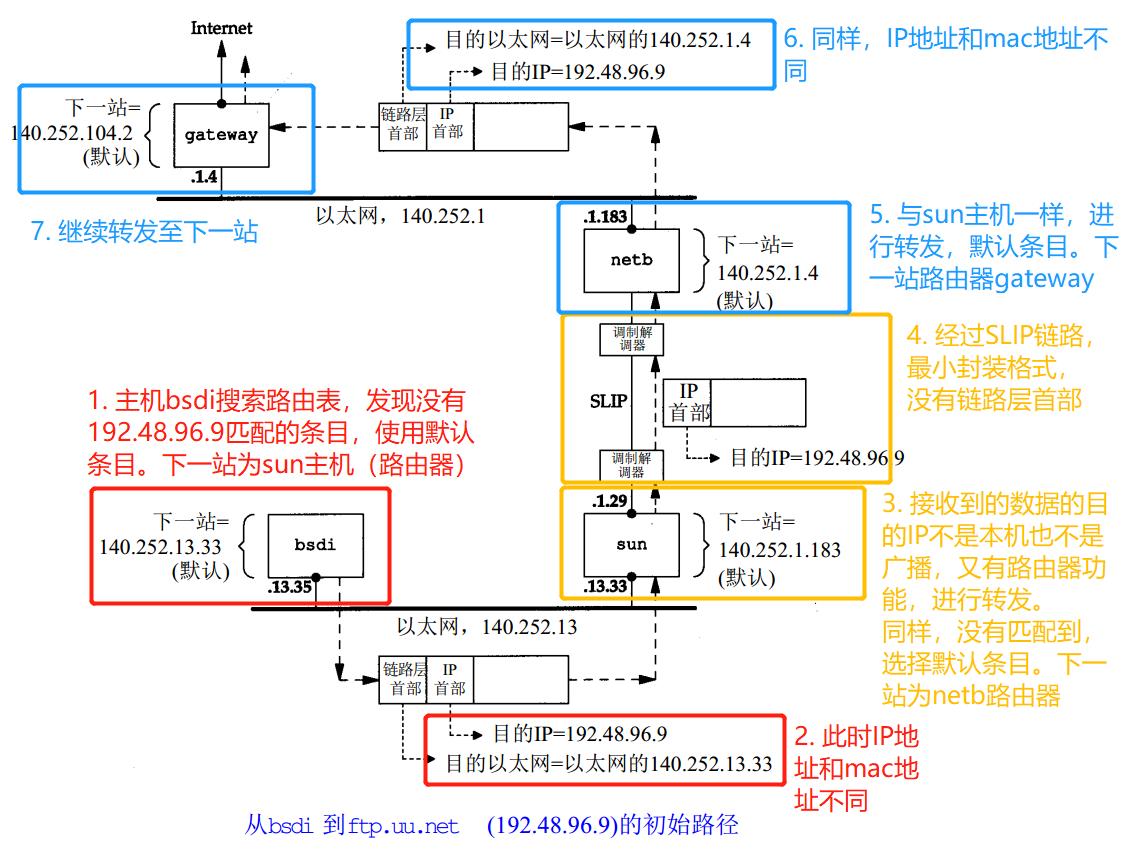 Internet
目的以太网=以太网的140.252.1.4
目的IP=192.48.96.9
6. 同样，IP地址和mac地址不
同
下一站=
140.252.104.2
(默认)
gateway
.1.4
链路层
首部
IP
首部
7. 继续转发至下一站
以太网，140.252.1
.1.183
netb
下一站=
140.252.1.4
(默认)
5. 与sun主机一样，进
行转发，默认条目。下
一站路由器gateway
调制解
调器
SLIP
IP
首部
目的IP=192.48.96.9
调制解
调器
4. 经过SLIP链路，
最小封装格式，
没有链路层首部
1. 主机bsdi搜索路由表，发现没有
192.48.96.9匹配的条目，使用默认
条目。下一站为sun主机（路由器）
下一站=
140.252.13.33
(默认)
bsdi
.13.35
.1.29
sun
.13.33
下一站=
140.252.1.183
(默认)
3. 接收到的数据的目
的IP不是本机也不是
广播，又有路由器功
能，进行转发。
同样，没有匹配到，
选择默认条目。下一
站为netb路由器
以太网，140.252.13
链路层
首部
IP
首部
目的IP=192.48.96.9
目的以太网=以太网的140.252.13.33
2. 此时IP地
址和mac地
址不同
从bsdi 到ftp.uu.net (192.48.96.9)的初始路径